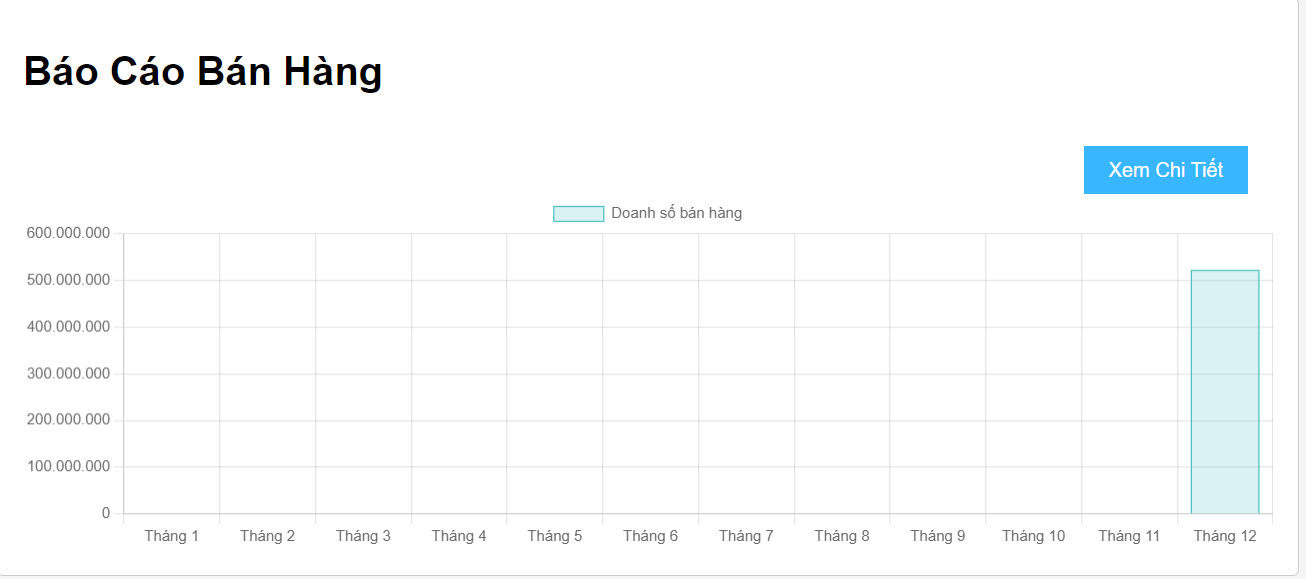 Báo Cáo Bán Hàng
Xem Chi Tiết
Doanh số bán hàng
600.000.000
500.000.000
400.000.000
300.000.000
200.000.000
100.000.000
0
Tháng 1 Tháng 2 Tháng 3 Tháng 4 Tháng 5 Tháng 6 Tháng 7 Tháng 8 Tháng 9 Tháng 10 Tháng 11 Tháng 12